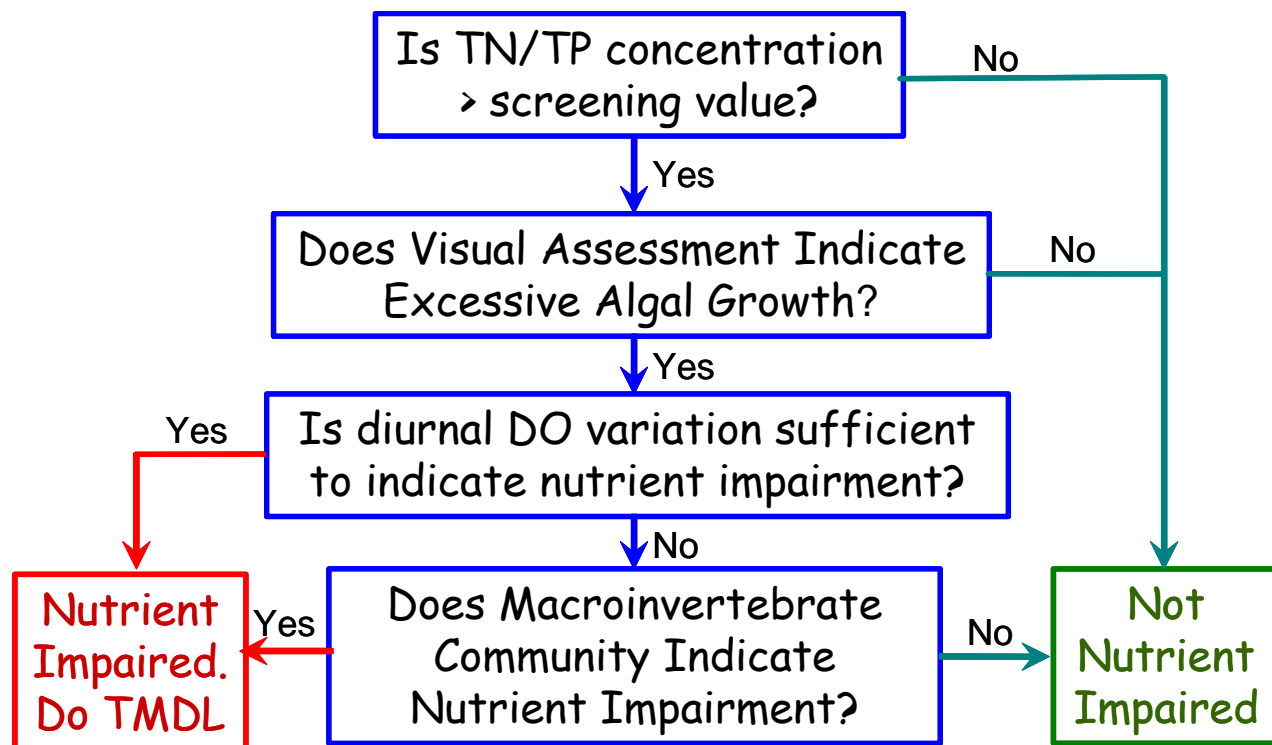 Is TN/TP concentration
> screening value?
No
Yes
Does Visual Assessment Indicate
Excessive Algal Growth?
No
Yes
Is diurnal DO variation sufficient
to indicate nutrient impairment?
Yes
No
Nutrient
Impaired.
Do TMDL
Yes
Does Macroinvertebrate
Community Indicate
Nutrient Impairment?
No
Not
Nutrient
Impaired